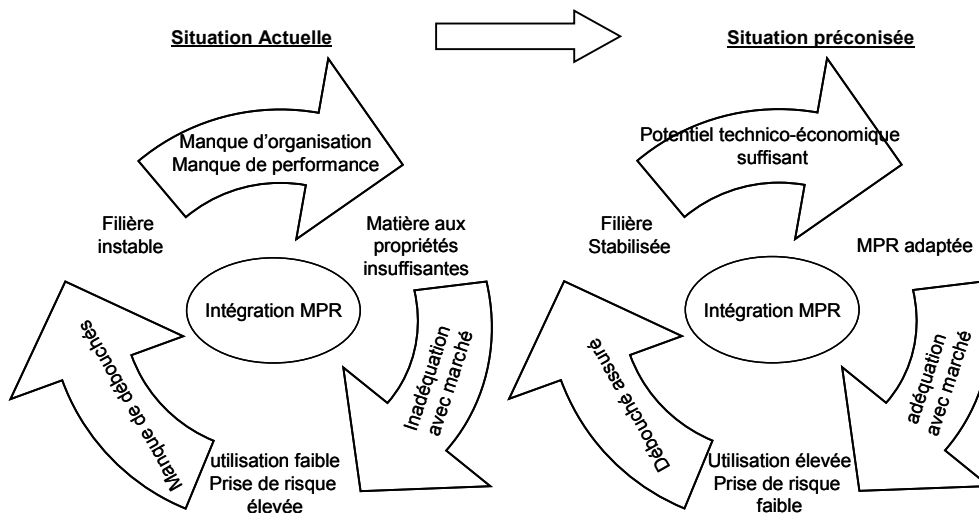 Situation Actuelle
Manque d'organisation
Manque de performance
Filière
instable
Matière aux
propriétés
insuffisantes
Intégration MPR
Inadéquation
avec marché
Manque de débouchés
utilisation faible
Prise de risque
élevée
Situation préconisée
Potentiel technico-économique
suffisant
Filière
Stabilisée
MPR adaptée
Intégration MPR
adéquation
avec marché
Débouché assuré
Utilisation élevée
Prise de risque
faible